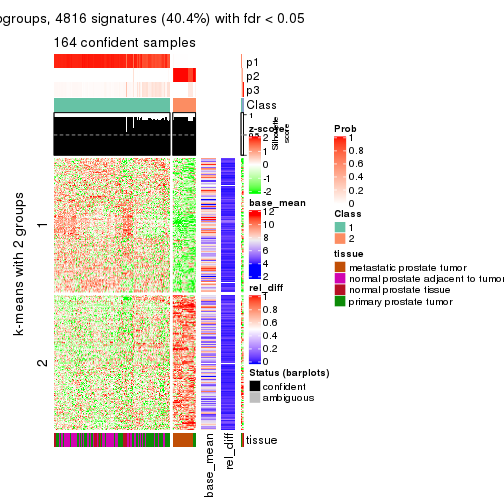 ogroups, 4816 signatures (40.4%) with fdr < 0.05
164 confident samples
p1
p2
p3
Class
1
Silhouette
score
k-means with 2 groups
1
2
base_mean
rel_diff
tissue
z-score
2
1
0
-1
-2
base_mean
12
10
8
6
4
2
rel_diff
1
0.8
0.6
0.4
0.2
0
Status (barplots)
confident
ambiguous
Prob
1
0.8
0.6
0.4
0.2
0
Class
1
2
tissue
metastatic prostate tumor
normal prostate adjacent to tumor
normal prostate tissue
primary prostate tumor